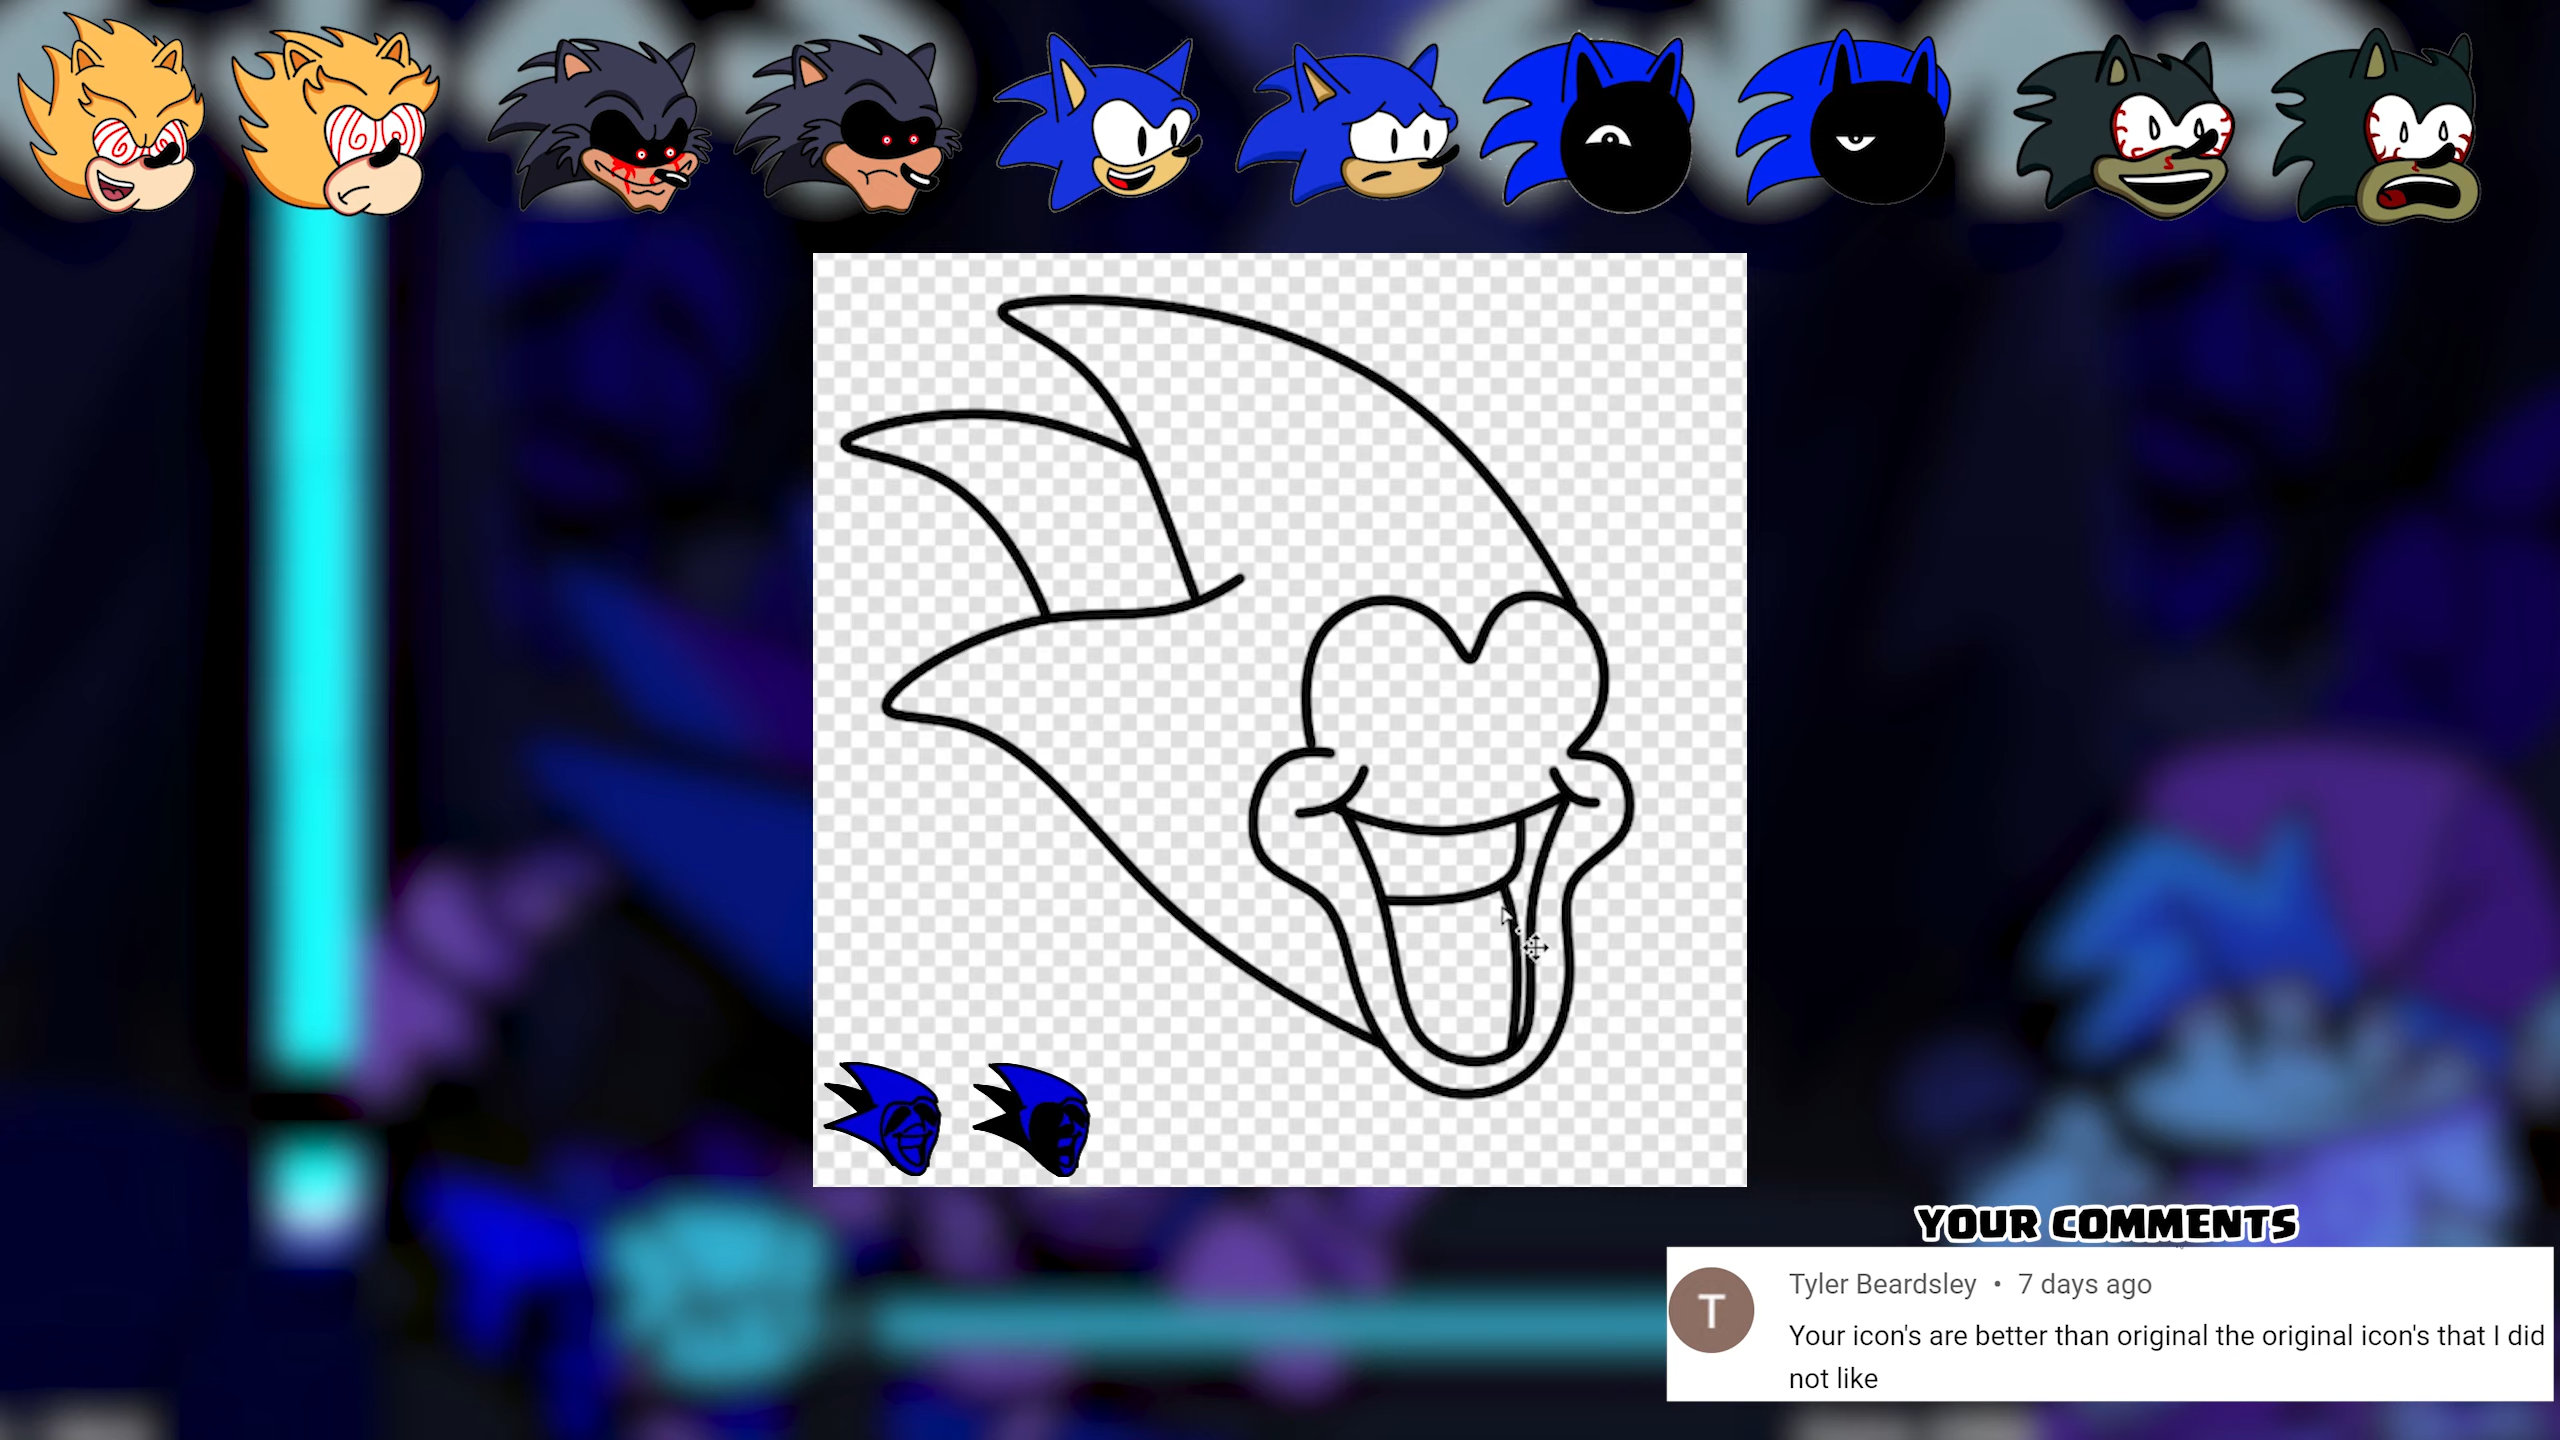 YOUR COMMENTS
T
Tyler Beardsley • 7 days ago
Your icon's are better than original the original icon's that I did
not like